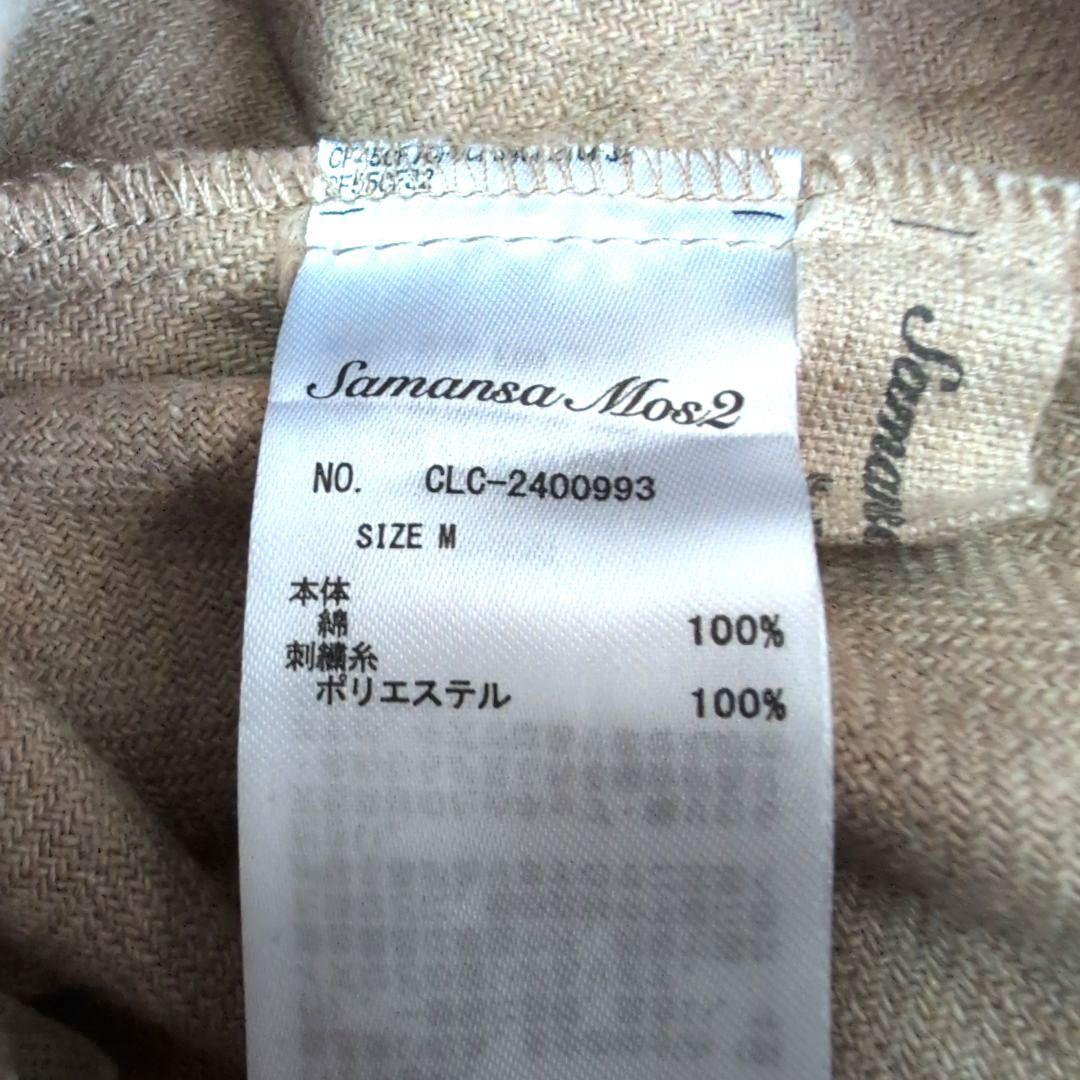 Samansa Mos2
NO. CLC-2400993
SIZE M
本体
綿 100%
刺繍糸
ポリエステル 100%